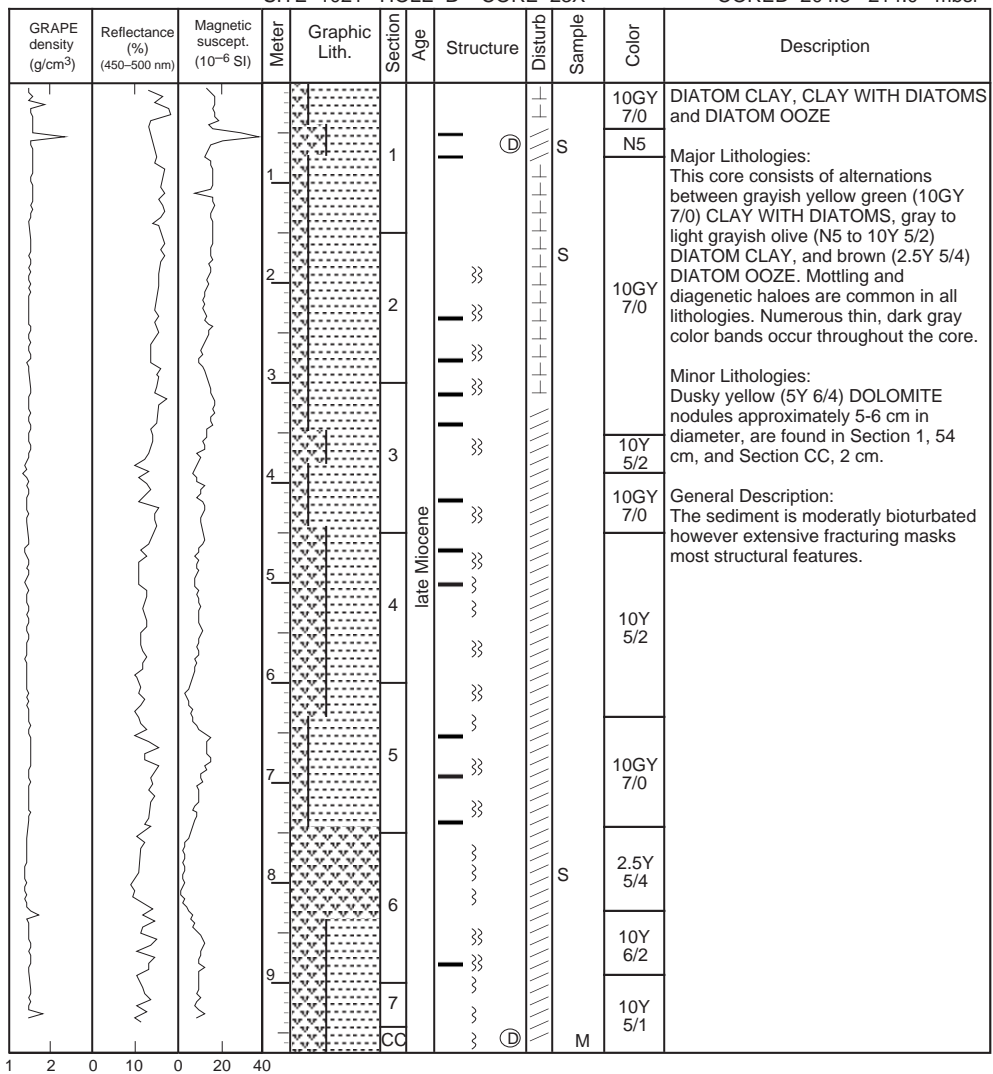 GRAPE
density
(g/cm3)
Reflectance
(%)
(450–500 nm)
Magnetic
suscept.
(10–6 SI)
Meter
Graphic
Lith.
Section
Age
Structure
Disturb
Sample
Color
Description
1
2
3
4
5
6
7
8
9
1
2
3
4
5
6
7
CC
late Miocene
D
D
S
S
S
M
10GY
7/0
N5
10GY
7/0
10Y
5/2
10GY
7/0
10Y
5/2
10GY
7/0
2.5Y
5/4
10Y
6/2
10Y
5/1
DIATOM CLAY, CLAY WITH DIATOMS
and DIATOM OOZE
Major Lithologies:
This core consists of alternations
between grayish yellow green (10GY
7/0) CLAY WITH DIATOMS, gray to
light grayish olive (N5 to 10Y 5/2)
DIATOM CLAY, and brown (2.5Y 5/4)
DIATOM OOZE. Mottling and
diagenetic haloes are common in all
lithologies. Numerous thin, dark gray
color bands occur throughout the core.
Minor Lithologies:
Dusky yellow (5Y 6/4) DOLOMITE
nodules approximately 5-6 cm in
diameter, are found in Section 1, 54
cm, and Section CC, 2 cm.
General Description:
The sediment is moderatly bioturbated
however extensive fracturing masks
most structural features.
1 2 0 10 0 20 40